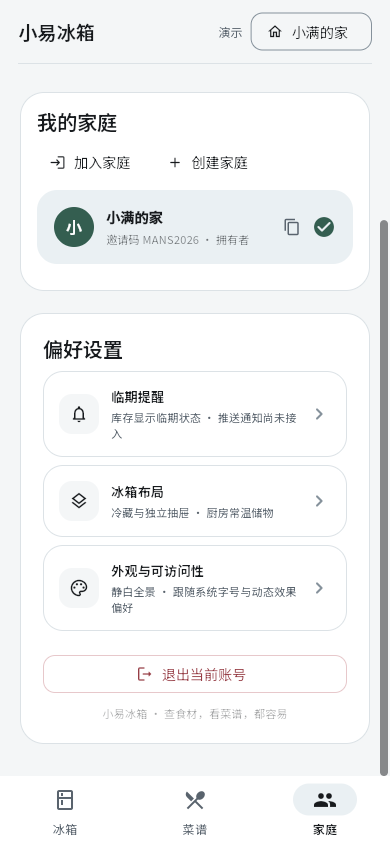 小易冰箱
演示
小满的家
我的家庭
加入家庭
创建家庭
小
小满的家
邀请码 MANS2026 · 拥有者
偏好设置
临期提醒
库存显示临期状态 · 推送通知尚未接
入
冰箱布局
冷藏与独立抽屉 · 厨房常温储物
外观与可访问性
静白全景 · 跟随系统字号与动态效果
偏好
退出当前账号
小易冰箱 · 查食材，看菜谱，都容易
冰箱
菜谱
家庭